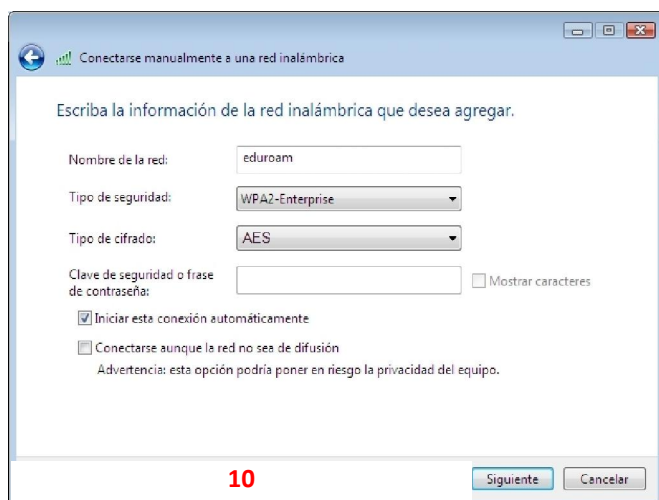 Conectarse manualmente a una red inalámbrica
Escriba la información de la red inalámbrica que desea agregar.
Nombre de la red: eduroam
Tipo de seguridad: WPA2-Enterprise
Tipo de cifrado: AES
Clave de seguridad o frase
de contraseña:
Mostrar caracteres
Iniciar esta conexión automáticamente
Conectarse aunque la red no sea de difusión
Advertencia: esta opción podría poner en riesgo la privacidad del equipo.
10
Siguiente Cancelar